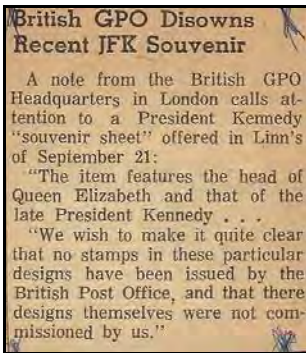 British GPO Disowns
Recent JFK Souvenir
A note from the British GPO
Headquarters in London calls at-
tention to a President Kennedy
"souvenir sheet" offered in Linn's
of September 21:
"The item features the head of
Queen Elizabeth and that of the
late President Kennedy . . .
"We wish to make it quite clear
that no stamps in these particular
designs have been issued by the
British Post Office, and that there
designs themselves were not com-
missioned by us."